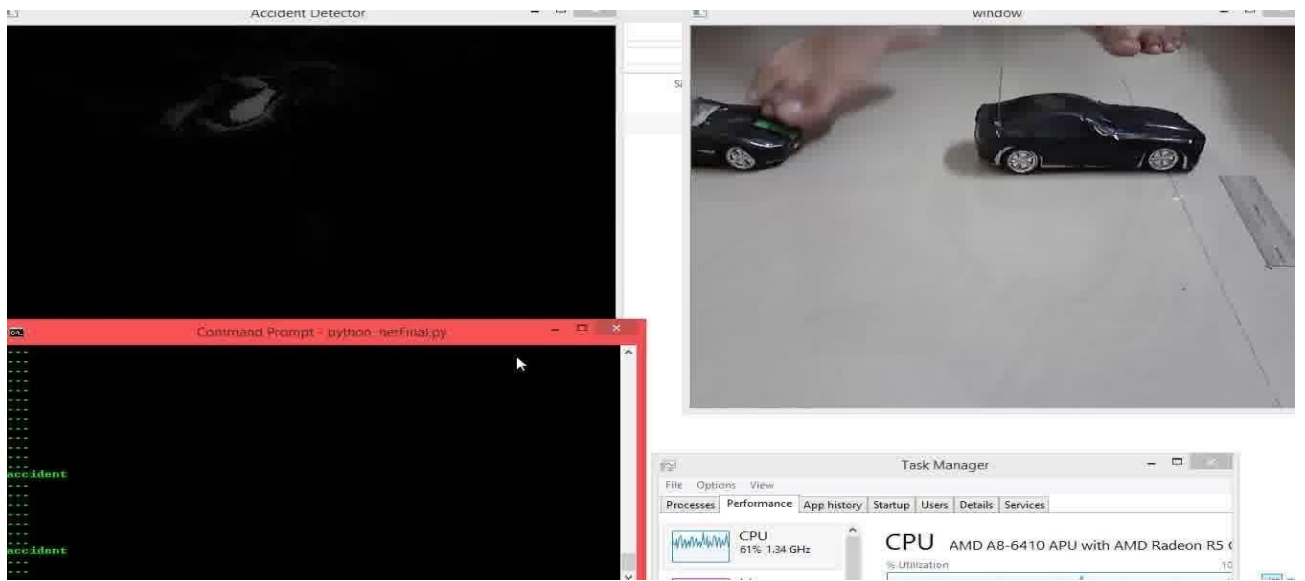 Accident Detector
window
Command Prompt - python netFinal.py
---
---
---
---
---
---
---
---
---
---
accident
---
---
---
---
---
accident
---
---
Task Manager
File Options View
Processes Performance App history Startup Users Details Services
CPU
61% 1.34 GHz
CPU AMD A8-6410 APU with AMD Radeon R5
% Utilization